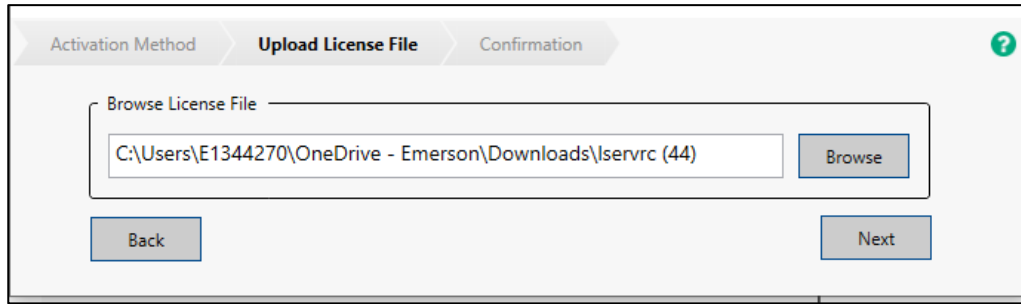 Activation Method Upload License File Confirmation ?
Browse License File
C:\Users\E1344270\OneDrive - Emerson\Downloads\lservrc (44) Browse
Back Next